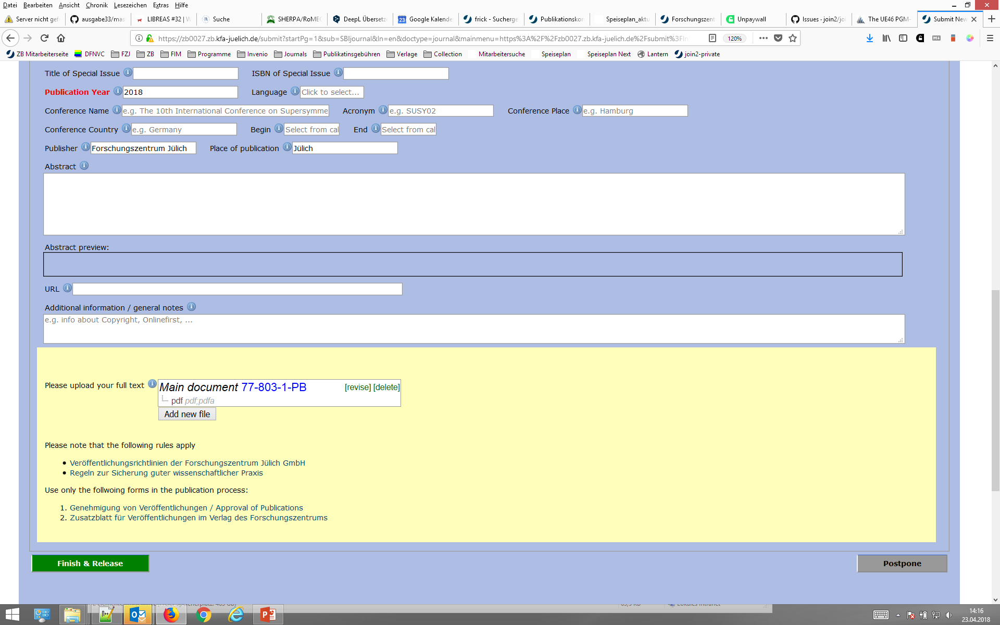 Datei Bearbeiten Ansicht Chronik Lesezeichen Extras Hilfe
Server nicht gef ausgabe33/mas LIBREAS #32 | W Suche SHERPA/RoMEO DeepL Übersetz Google Kalende frick - Sucherge Publikationskon Speiseplan_aktu Forschungszent Unpaywall Issues · join2/joi The UE46 PGM- Submit New
https://zb0027.zb.kfa-juelich.de/submit?startPg=1&sub=SBIjournal&ln=en&doctype=journal&mainmenu=https%3A%2F%2Fzb0027.zb.kfa-juelich.de%2Fsubmit%3Fln 120%
ZB Mitarbeiterseite DFNVC FZJ ZB FIM Programme Invenio Journals Publikatinsgebühren Verlage Collection Mitarbeitersuche Speiseplan Speiseplan Next Lantern join2-private
Title of Special Issue ISBN of Special Issue
Publication Year 2018 Language Click to select...
Conference Name e.g. The 10th International Conference on Supersymme Acronym e.g. SUSY02 Conference Place e.g. Hamburg
Conference Country e.g. Germany Begin Select from cal End Select from cal
Publisher Forschungszentrum Jülich Place of publication Jülich
Abstract
Abstract preview:
URL
Additional information / general notes
e.g. info about Copyright, Onlinefirst, ...
Please upload your full text Main document 77-803-1-PB [revise] [delete]
pdf pdf;pdfa
Add new file
Please note that the following rules apply
• Veröffentlichungsrichtlinien der Forschungszentrum Jülich GmbH
• Regeln zur Sicherung guter wissenschaftlicher Praxis
Use only the follwoing forms in the publication process:
1. Genehmigung von Veröffentlichungen / Approval of Publications
2. Zusatzblatt für Veröffentlichungen im Verlag des Forschungszentrums
Finish & Release Postpone
14:16
23.04.2018